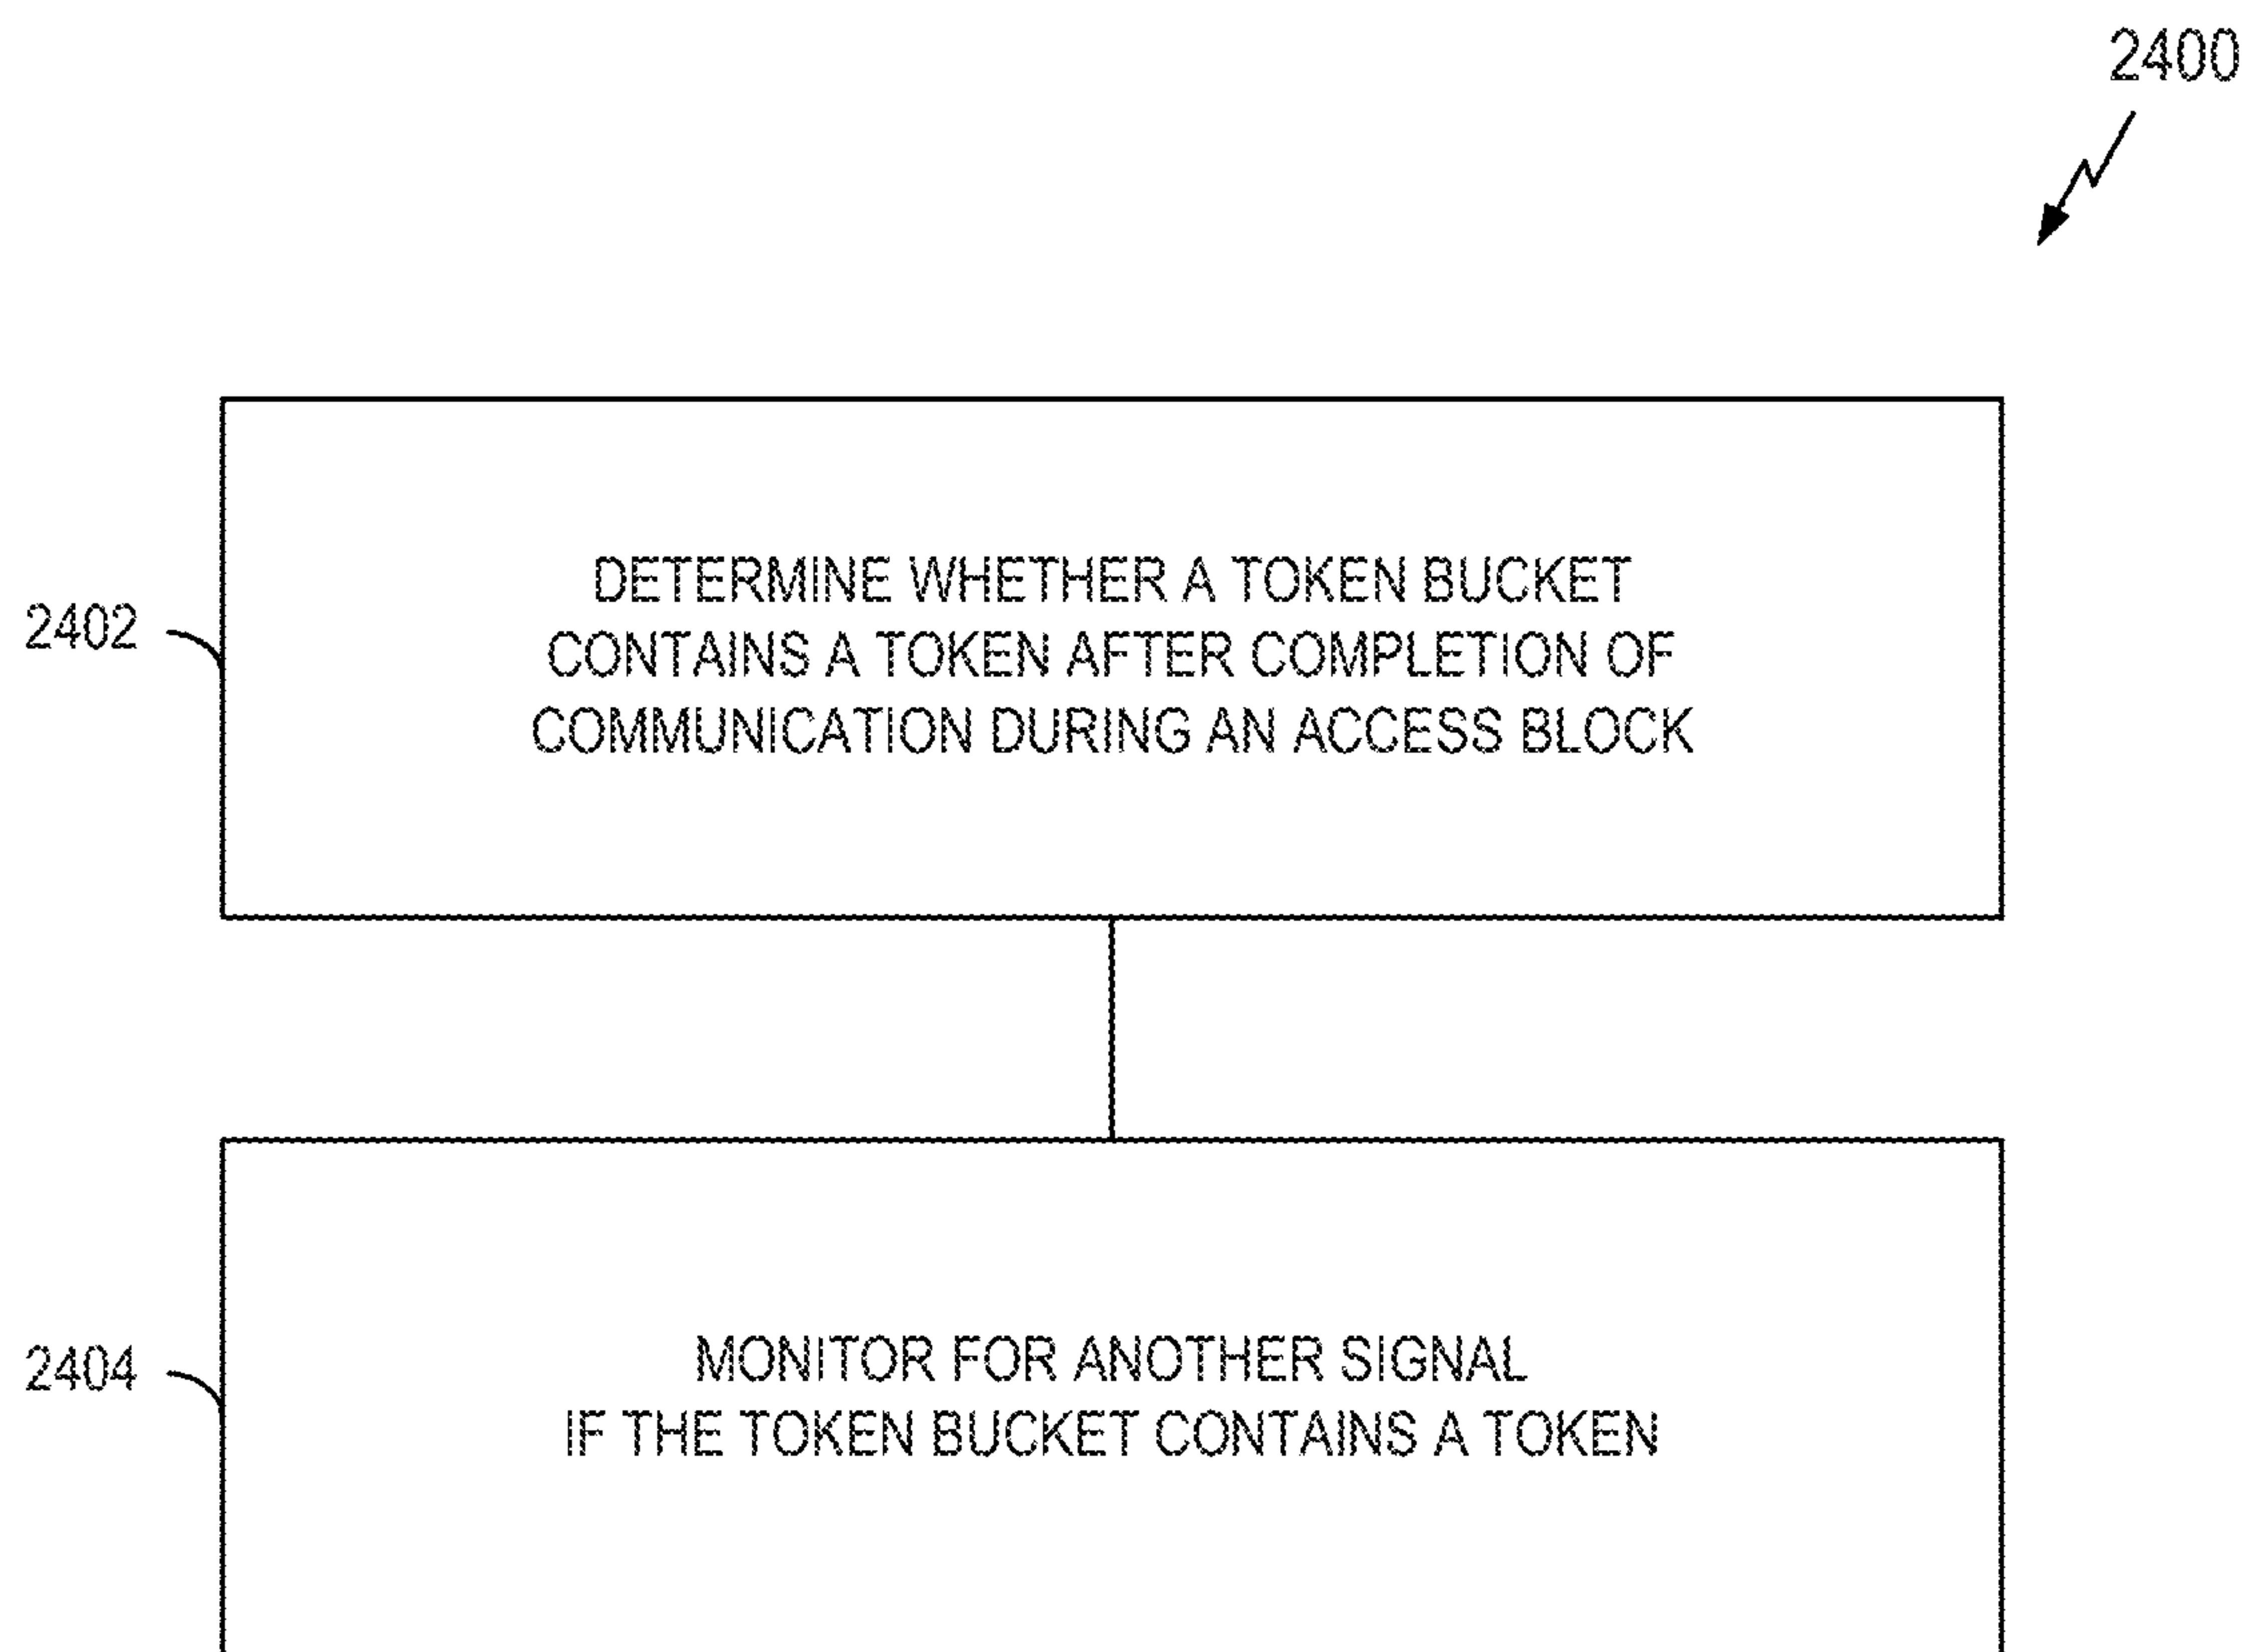 2400
2402
DETERMINE WHETHER A TOKEN BUCKET
CONTAINS A TOKEN AFTER COMPLETION OF
COMMUNICATION DURING AN ACCESS BLOCK
2404
MONITOR FOR ANOTHER SIGNAL
IF THE TOKEN BUCKET CONTAINS A TOKEN